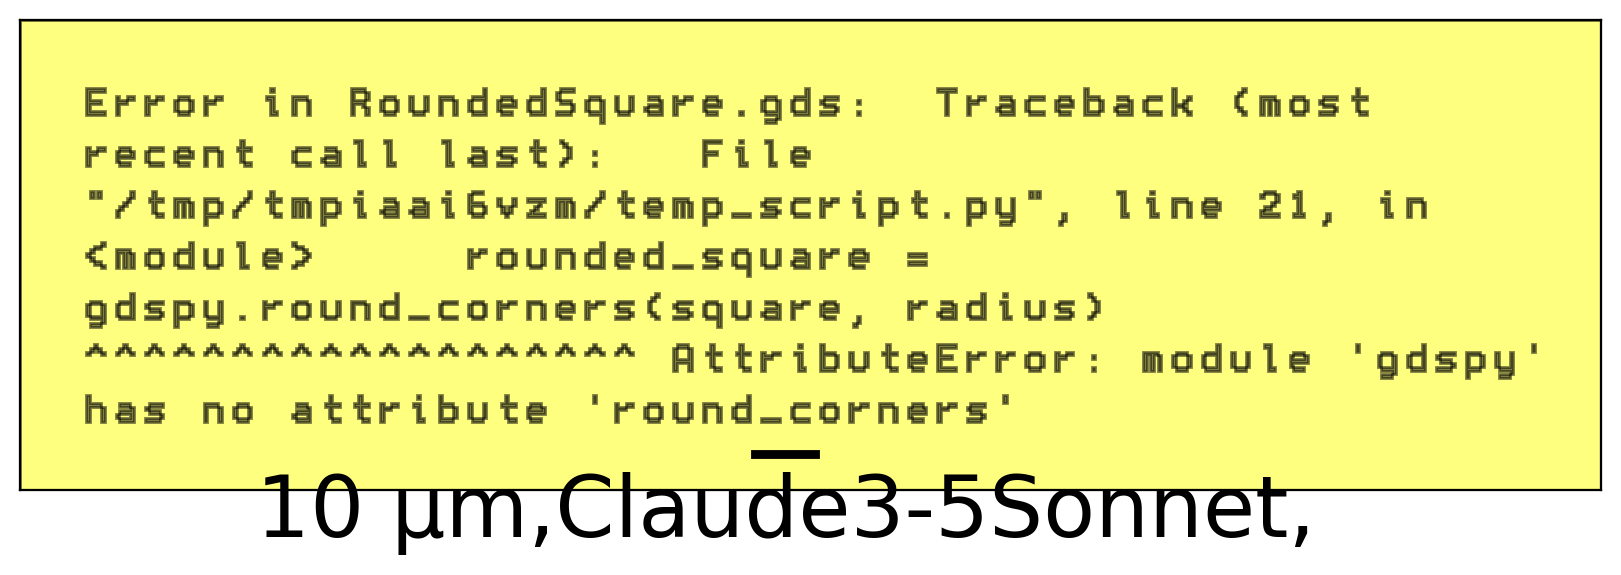 Error in RoundedSquare.gds:  Traceback (most
recent call last):   File
"/tmp/tmpiaai6vzm/temp_script.py", line 21, in
<module>     rounded_square =
gdspy.round_corners(square, radius)
^^^^^^^^^^^^^^^^^^^ AttributeError: module 'gdspy'
has no attribute 'round_corners'
10 μm,Claude3-5Sonnet,